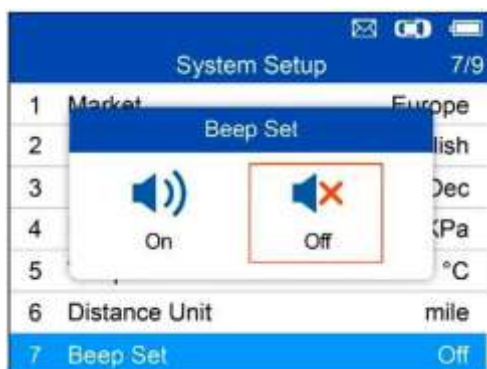 System Setup 7/9
1 Market Europe
Beep Set
2 lish
3 Dec
4 KPa
On Off
5 °C
6 Distance Unit mile
7 Beep Set Off